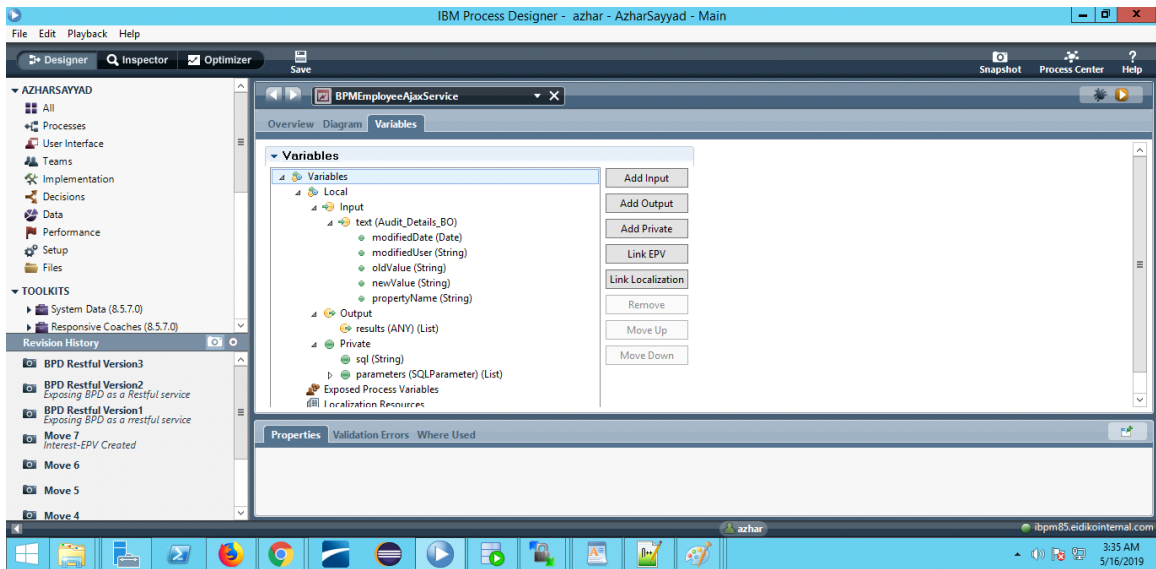 IBM Process Designer - azhar - AzharSayyad - Main
File Edit Playback Help
Designer Inspector Optimizer
Save
Snapshot Process Center Help
AZHARSAYYAD
All
Processes
User Interface
Teams
Implementation
Decisions
Data
Performance
Setup
Files
TOOLKITS
System Data (8.5.7.0)
Responsive Coaches (8.5.7.0)
Revision History
BPD Restful Version3
BPD Restful Version2
Exposing BPD as a Restful service
BPD Restful Version1
Exposing BPD as a rrestful service
Move 7
Interest-EPV Created
Move 6
Move 5
Move 4
BPMEmployeeAjaxService
Overview Diagram Variables
Variables
Variables
Local
Input
text (Audit_Details_BO)
modifiedDate (Date)
modifiedUser (String)
oldValue (String)
newValue (String)
propertyName (String)
Output
results (ANY) (List)
Private
sql (String)
parameters (SQLParameter) (List)
Exposed Process Variables
Localization Resources
Add Input
Add Output
Add Private
Link EPV
Link Localization
Remove
Move Up
Move Down
Properties Validation Errors Where Used
azhar
ibpm85.eidikointernal.com
3:35 AM
5/16/2019